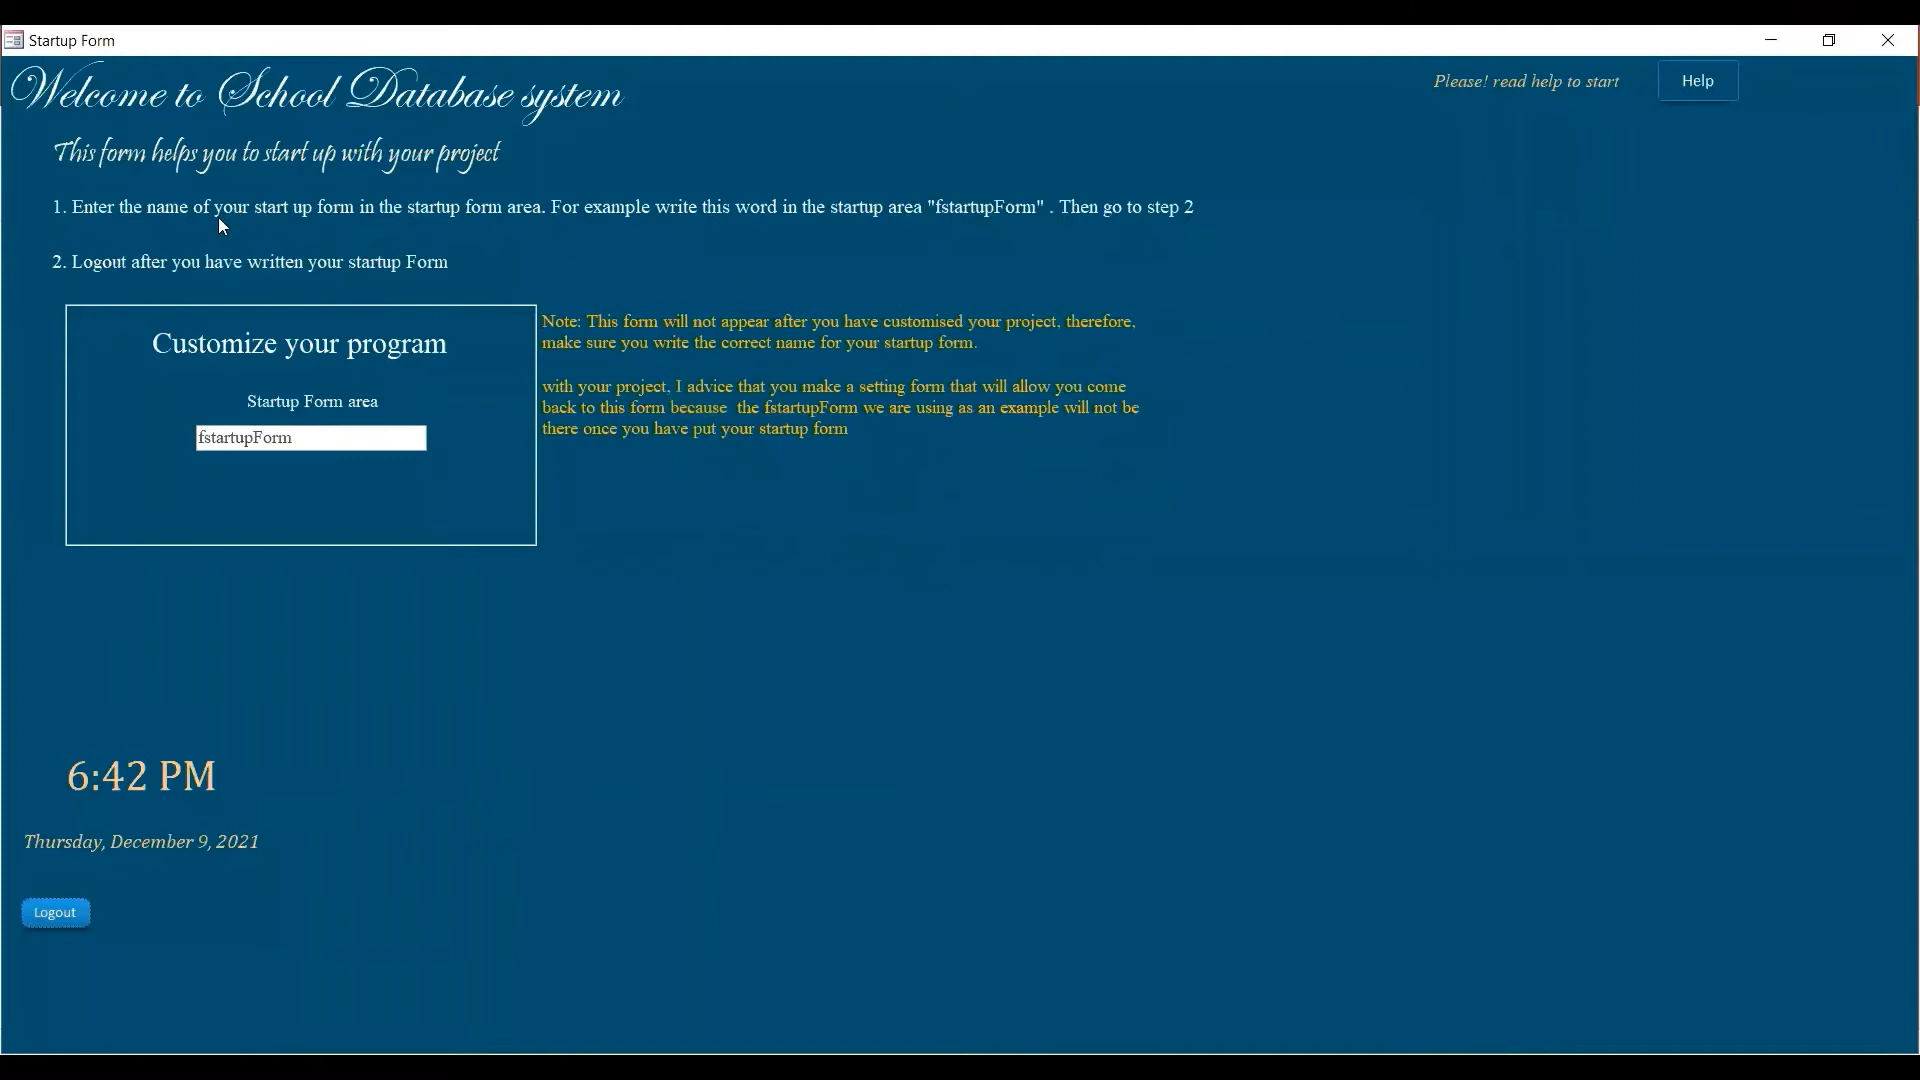 Startup Form
Welcome to School Database system
Please! read help to start
Help
This form helps you to start up with your project
1. Enter the name of your start up form in the startup form area. For example write this word in the startup area "fstartupForm" . Then go to step 2
2. Logout after you have written your startup Form
Customize your program
Startup Form area
fstartupForm
Note: This form will not appear after you have customised your project, therefore,
make sure you write the correct name for your startup form.
with your project, I advice that you make a setting form that will allow you come
back to this form because the fstartupForm we are using as an example will not be
there once you have put your startup form
6:42 PM
Thursday, December 9, 2021
Logout